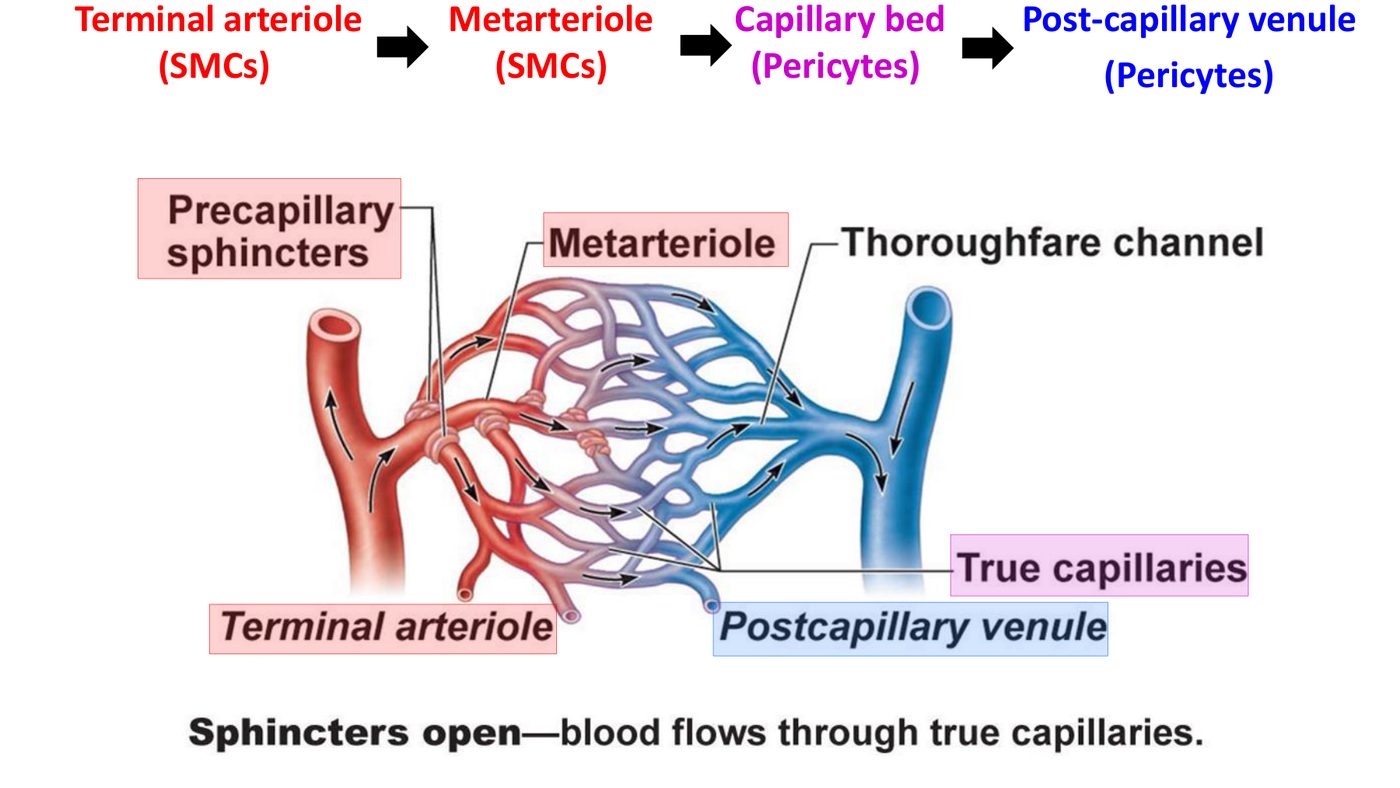 Terminal arteriole
(SMCs)
Metarteriole
(SMCs)
Capillary bed
(Pericytes)
Post-capillary venule
(Pericytes)
Precapillary
sphincters
Metarteriole
Thoroughfare channel
True capillaries
Terminal arteriole
Postcapillary venule
Sphincters open—blood flows through true capillaries.